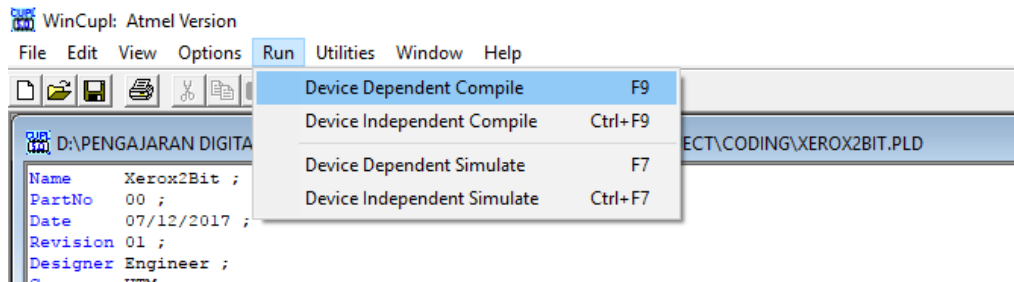 WinCupl: Atmel Version
File Edit View Options Run Utilities Window Help
Device Dependent Compile F9
Device Independent Compile Ctrl+F9
Device Dependent Simulate F7
Device Independent Simulate Ctrl+F7
D:\PENGAJARAN DIGITA ECT\CODING\XEROX2BIT.PLD
Name Xerox2Bit ;
PartNo 00 ;
Date 07/12/2017 ;
Revision 01 ;
Designer Engineer ;